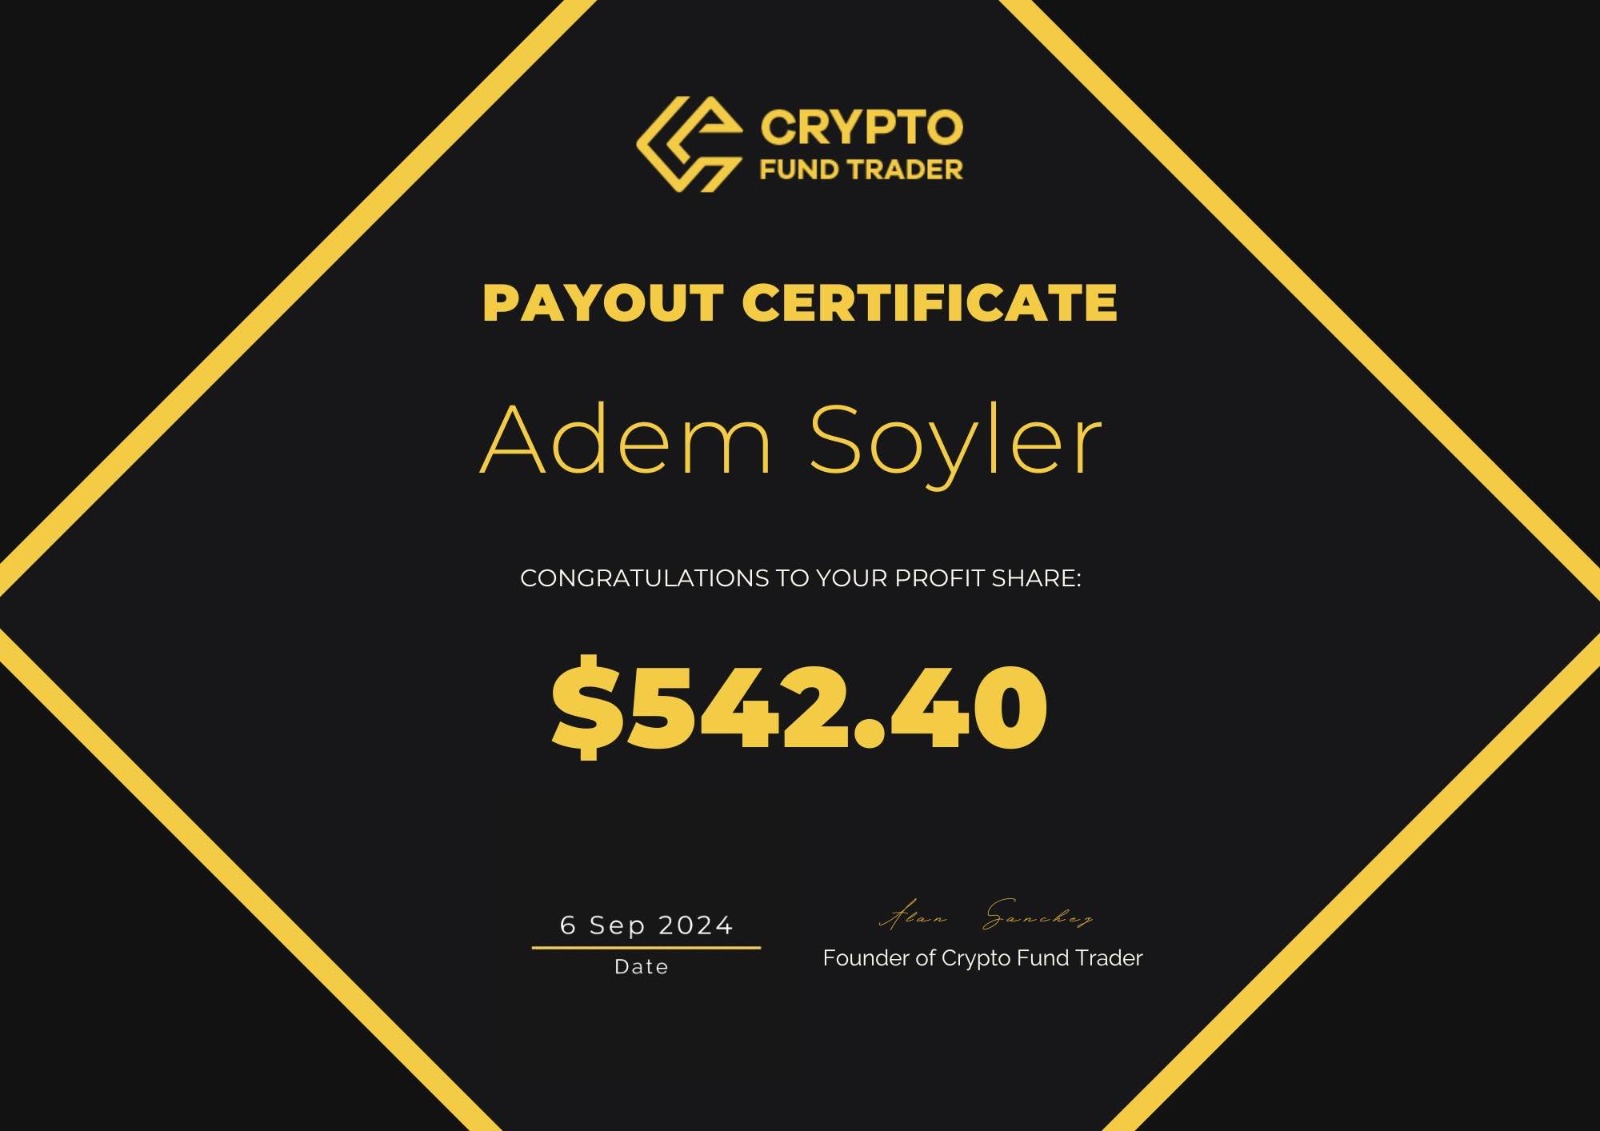 CRYPTO
FUND TRADER
PAYOUT CERTIFICATE
Adem Soyler
CONGRATULATIONS TO YOUR PROFIT SHARE:
$542.40
6 Sep 2024
Date
Alan Sanchez
Founder of Crypto Fund Trader